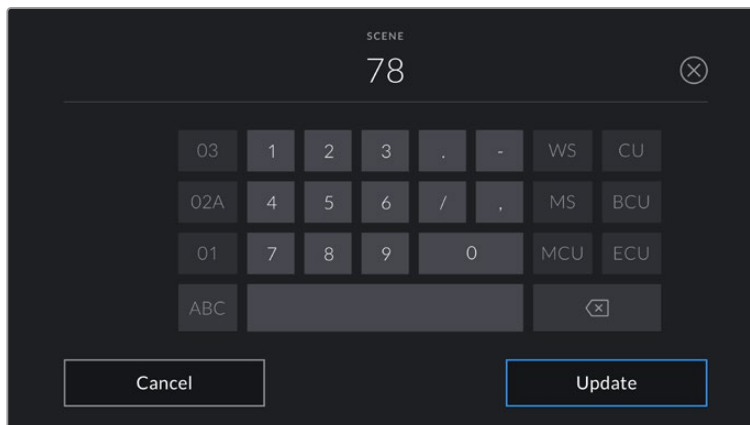 SCENE
78
03 1 2 3 . - WS CU
02A 4 5 6 / , MS BCU
01 7 8 9 0 MCU ECU
ABC
Cancel Update